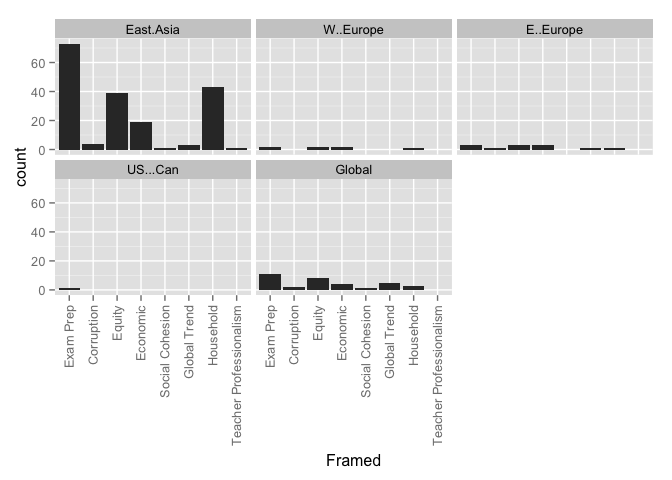 East.Asia
W..Europe
E..Europe
60
40
20
0
count
US...Can
Global
60
40
20
0
Exam Prep
Corruption
Equity
Economic
Social Cohesion
Global Trend
Household
Teacher Professionalism
Exam Prep
Corruption
Equity
Economic
Social Cohesion
Global Trend
Household
Teacher Professionalism
Framed